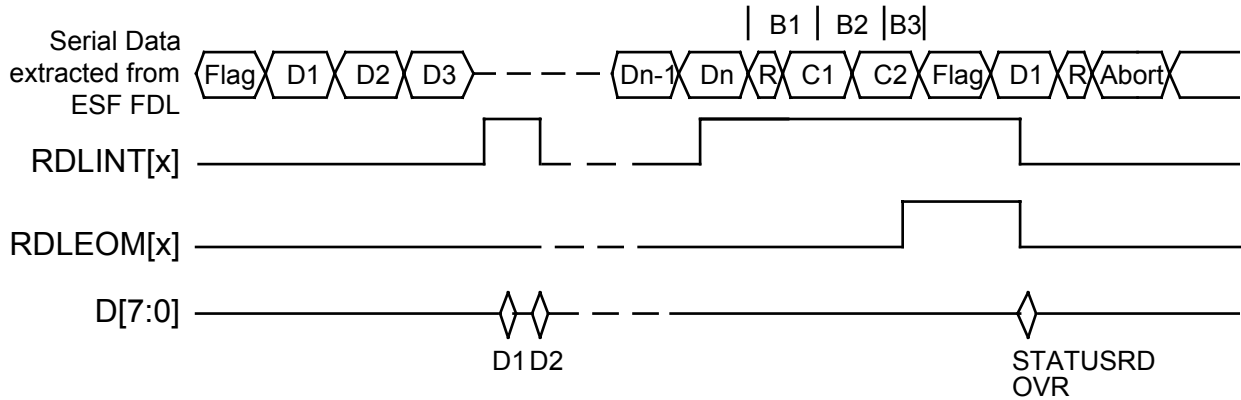 | B1 | B2 |B3|
Serial Data
extracted from
ESF FDL
Flag D1 D2 D3 Dn-1 Dn R C1 C2 Flag D1 R Abort
RDLINT[x]
RDLEOM[x]
D[7:0]
D1 D2
STATUSRD
OVR